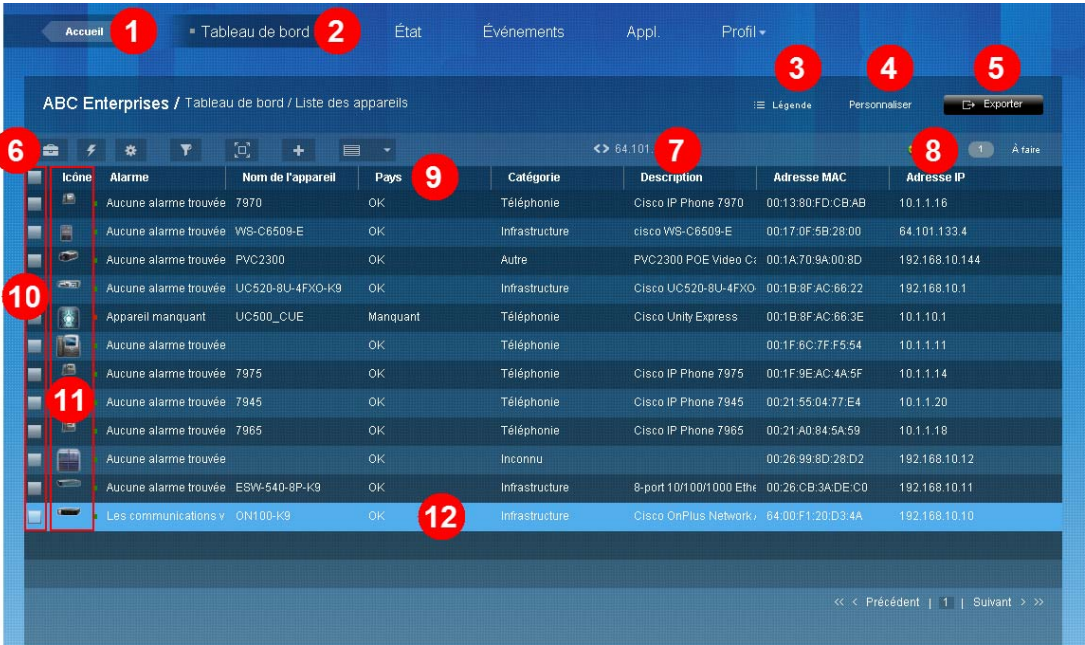 Accueil 1 Tableau de bord 2 État Événements Appl. Profil
3 4 5
ABC Enterprises / Tableau de bord / Liste des appareils Légende Personnaliser Exporter
6 64.101. 7 8 1 À faire
Icône Alarme Nom de l'appareil Pays 9 Catégorie Description Adresse MAC Adresse IP
Aucune alarme trouvée 7970 OK Téléphonie Cisco IP Phone 7970 00:13:80:FD:CB:AB 10.1.1.16
Aucune alarme trouvée WS-C6509-E OK Infrastructure cisco WS-C6509-E 00:17:0F:5B:28:00 64.101.133.4
Aucune alarme trouvée PVC2300 OK Autre PVC2300 POE Video Ca 00:1A:70:9A:00:8D 192.168.10.144
10 Aucune alarme trouvée UC520-8U-4FXO-K9 OK Infrastructure Cisco UC520-8U-4FXO- 00:1B:8F:AC:66:22 192.168.10.1
Appareil manquant UC500_CUE Manquant Téléphonie Cisco Unity Express 00:1B:8F:AC:66:3E 10.1.10.1
Aucune alarme trouvée OK Téléphonie 00:1F:6C:7F:F5:54 10.1.1.11
Aucune alarme trouvée 7975 OK Téléphonie Cisco IP Phone 7975 00:1F:9E:AC:4A:5F 10.1.1.14
11 Aucune alarme trouvée 7945 OK Téléphonie Cisco IP Phone 7945 00:21:55:04:77:E4 10.1.1.20
Aucune alarme trouvée 7965 OK Téléphonie Cisco IP Phone 7965 00:21:A0:84:5A:59 10.1.1.18
Aucune alarme trouvée OK Inconnu 00:26:99:8D:28:D2 192.168.10.12
Aucune alarme trouvée ESW-540-8P-K9 OK Infrastructure 8-port 10/100/1000 Ethe 00:26:CB:3A:DE:C0 192.168.10.11
Les communications v ON100-K9 OK 12 Infrastructure Cisco OnPlus Network 64:00:F1:20:D3:4A 192.168.10.10
<< < Précédent | 1 | Suivant > >>